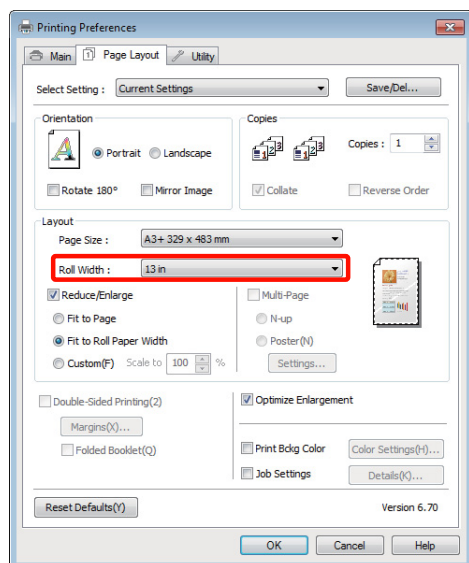 Printing Preferences
Main Page Layout Utility
Select Setting : Current Settings Save/Del...
Orientation Copies
Portrait Landscape Copies : 1
Rotate 180° Mirror Image Collate Reverse Order
Layout
Page Size : A3+ 329 x 483 mm
Roll Width : 13 in
Reduce/Enlarge Multi-Page
Fit to Page N-up
Fit to Roll Paper Width Poster(N)
Custom(F) Scale to 100 % Settings...
Double-Sided Printing(2) Optimize Enlargement
Margins(X)...
Folded Booklet(Q) Print Bckg Color Color Settings(H)...
Job Settings Details(K)...
Reset Defaults(Y) Version 6.70
OK Cancel Help